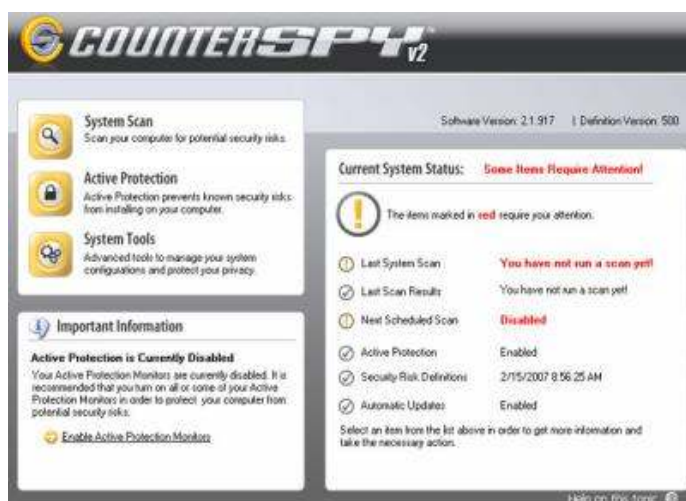 COUNTERSPY v2
Software Version: 2.1.917 | Definition Version: 500
System Scan
Scan your computer for potential security risks.
Active Protection
Active Protection prevents known security risks
from installing on your computer.
System Tools
Advanced tools to manage your system
configurations and protect your privacy.
Important Information
Active Protection is Currently Disabled
Your Active Protection Monitors are currently disabled. It is
recommended that you turn on all or some of your Active
Protection Monitors in order to protect your computer from
potential security risks.
Enable Active Protection Monitors
Current System Status: Some Items Require Attention!
The items marked in red require your attention.
Last System Scan You have not run a scan yet!
Last Scan Results You have not run a scan yet!
Next Scheduled Scan Disabled
Active Protection Enabled
Security Risk Definitions 2/15/2007 8:56:25 AM
Automatic Updates Enabled
Select an item from the list above in order to get more information and
take the necessary action.
Help on this topic